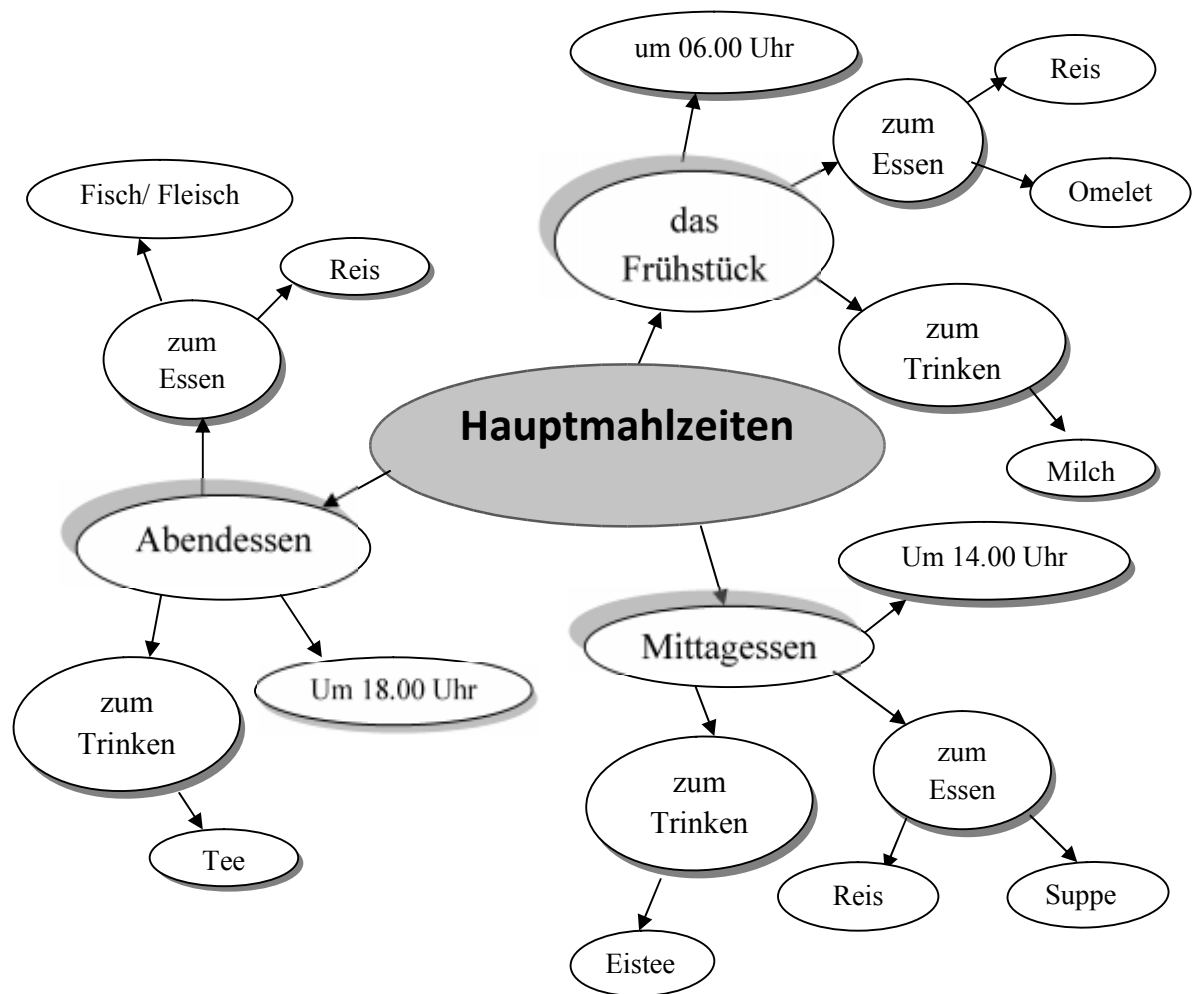 um 06.00 Uhr
Reis
zum
Essen
Omelet
das
Frühstück
zum
Trinken
Milch
Fisch/ Fleisch
Reis
zum
Essen
Hauptmahlzeiten
Abendessen
zum
Trinken
Um 18.00 Uhr
Tee
Um 14.00 Uhr
Mittagessen
zum
Trinken
Eistee
zum
Essen
Reis
Suppe